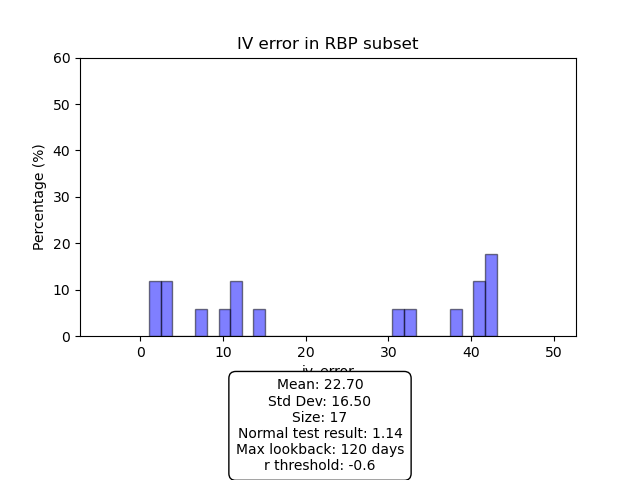 IV error in RBP subset
60
50
40
30
20
10
0
Percentage (%)
0 10 20 30 40 50
iv_error
Mean: 22.70
Std Dev: 16.50
Size: 17
Normal test result: 1.14
Max lookback: 120 days
r threshold: -0.6